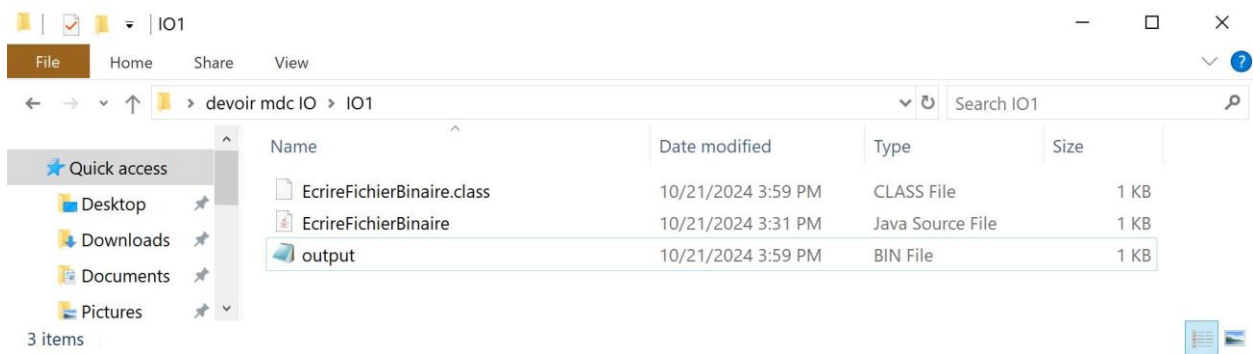 IO1
File Home Share View ?
devoir mdc IO > IO1 Search IO1
Name Date modified Type Size
Quick access
EcrireFichierBinaire.class 10/21/2024 3:59 PM CLASS File 1 KB
Desktop
EcrireFichierBinaire 10/21/2024 3:31 PM Java Source File 1 KB
Downloads
output 10/21/2024 3:59 PM BIN File 1 KB
Documents
Pictures
3 items